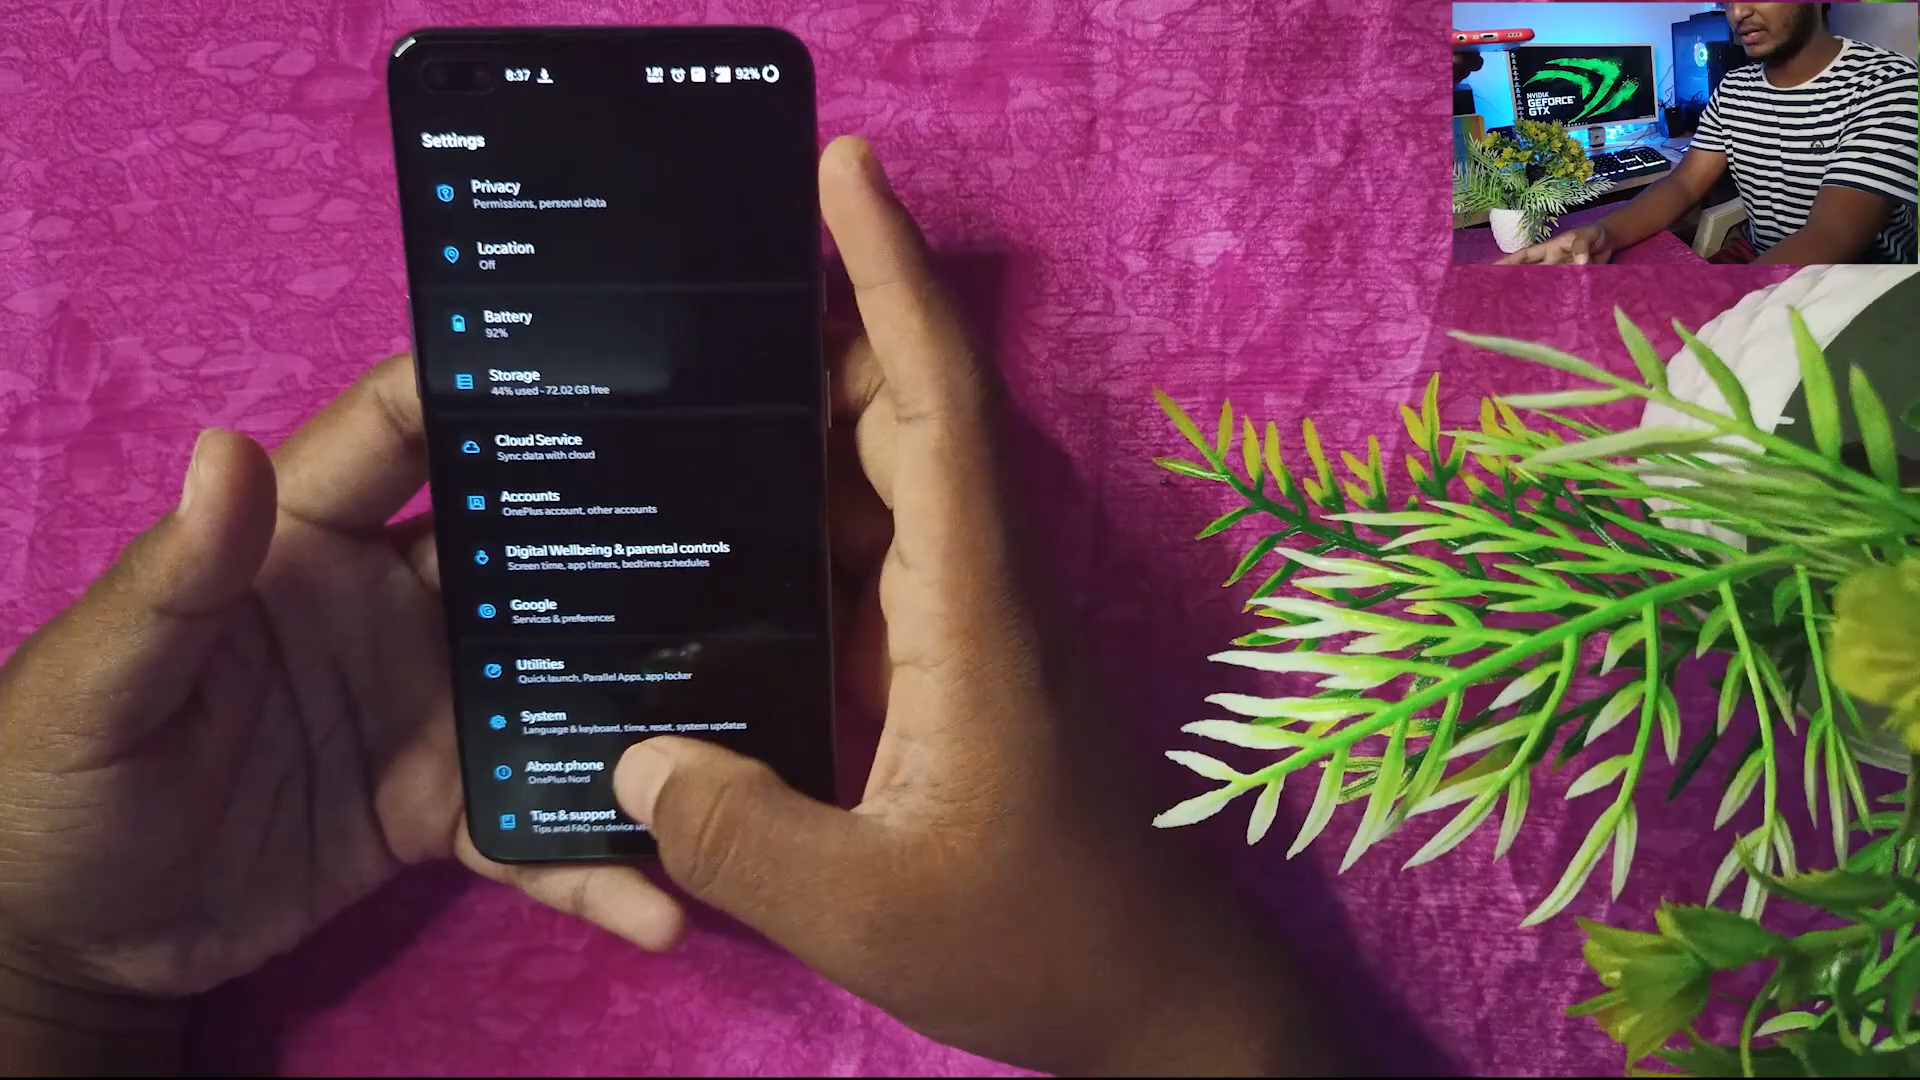 8:37
92%
Settings
Privacy
Permissions, personal data
Location
Off
Battery
92%
Storage
44% used - 72.02 GB free
Cloud Service
Sync data with cloud
Accounts
OnePlus account, other accounts
Digital Wellbeing & parental controls
Screen time, app timers, bedtime schedules
Google
Services & preferences
Utilities
Quick launch, Parallel Apps, app locker
System
Language & keyboard, time, reset, system updates
About phone
OnePlus Nord
Tips & support
Tips and FAQ on device
NVIDIA
GEFORCE
GTX